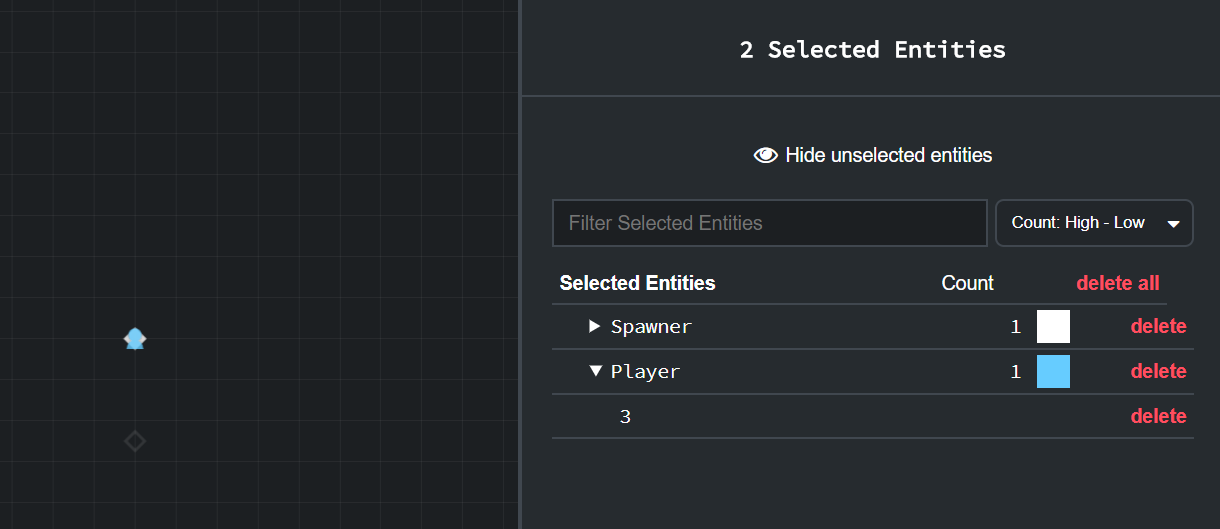 2 Selected Entities
Hide unselected entities
Filter Selected Entities
Count: High - Low
Selected Entities Count delete all
Spawner 1 delete
Player 1 delete
3 delete